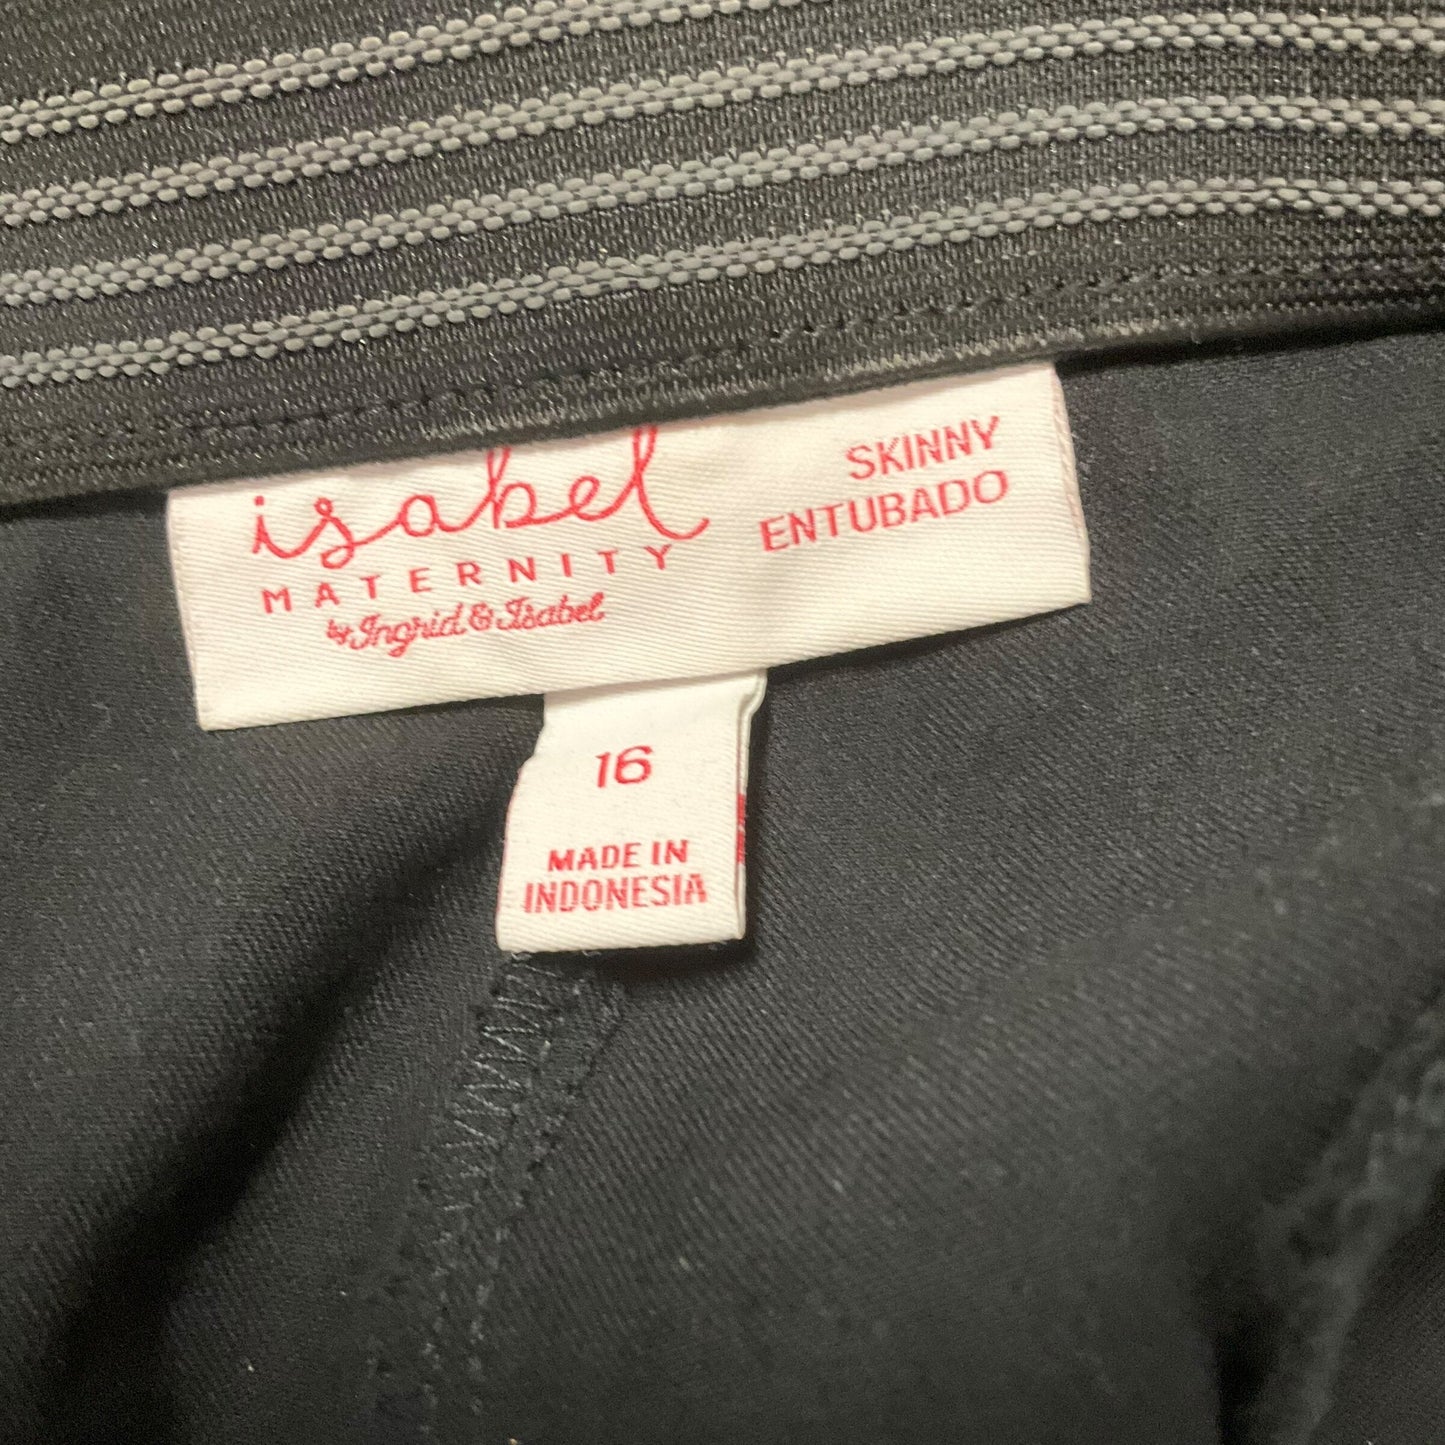 isabel
MATERNITY
by Ingrid & Isabel
SKINNY
ENTUBADO
16
MADE IN
INDONESIA